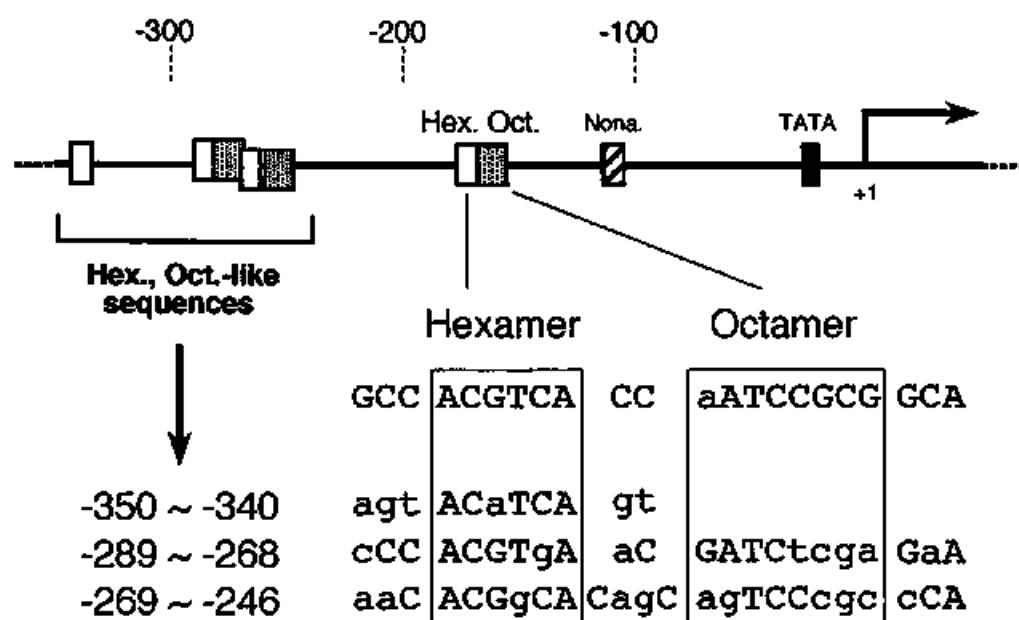 -300 -200 -100
Hex. Oct. Nona. TATA
+1
Hex., Oct.-like
sequences
Hexamer Octamer
GCC ACGTCA CC aATCCGCG GCA
-350 ~ -340 agt ACaTCA gt
-289 ~ -268 cCC ACGTgA aC GATCtcga GaA
-269 ~ -246 aaC ACGgCA CagC agTCCcgc cCA